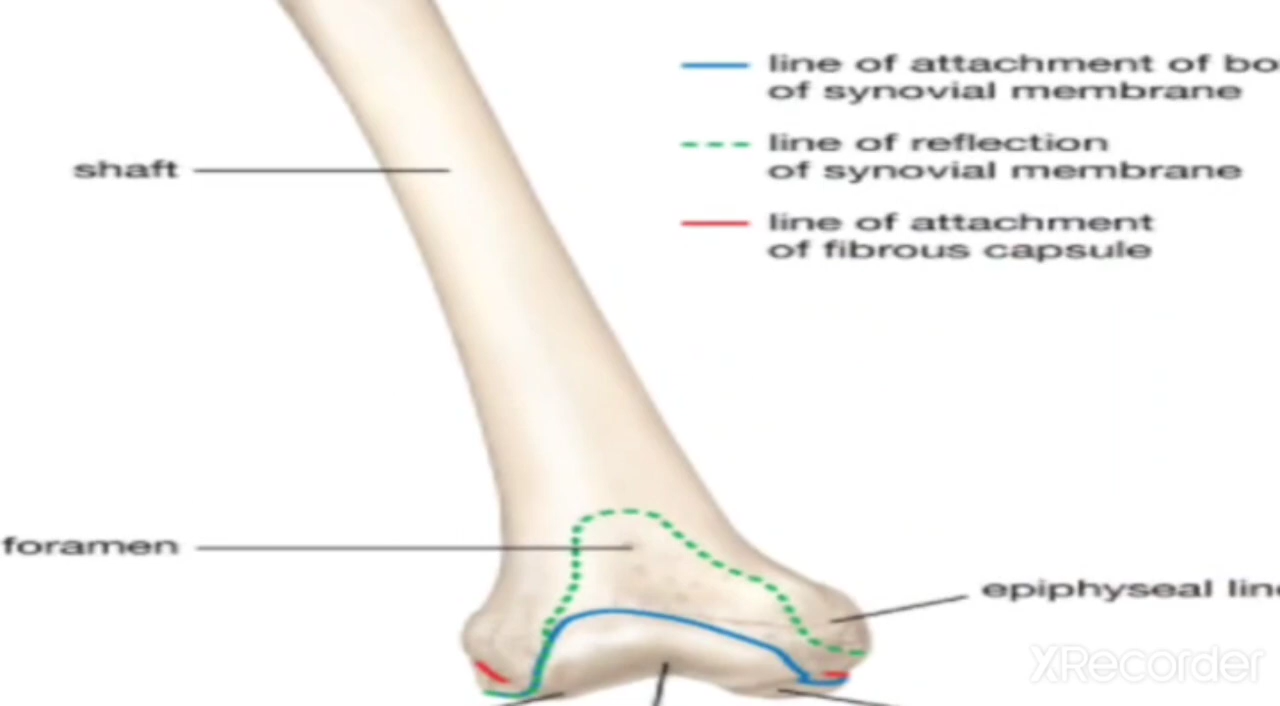 line of attachment of bo
of synovial membrane
line of reflection
of synovial membrane
line of attachment
of fibrous capsule
shaft
foramen
epiphyseal line
XRecorder